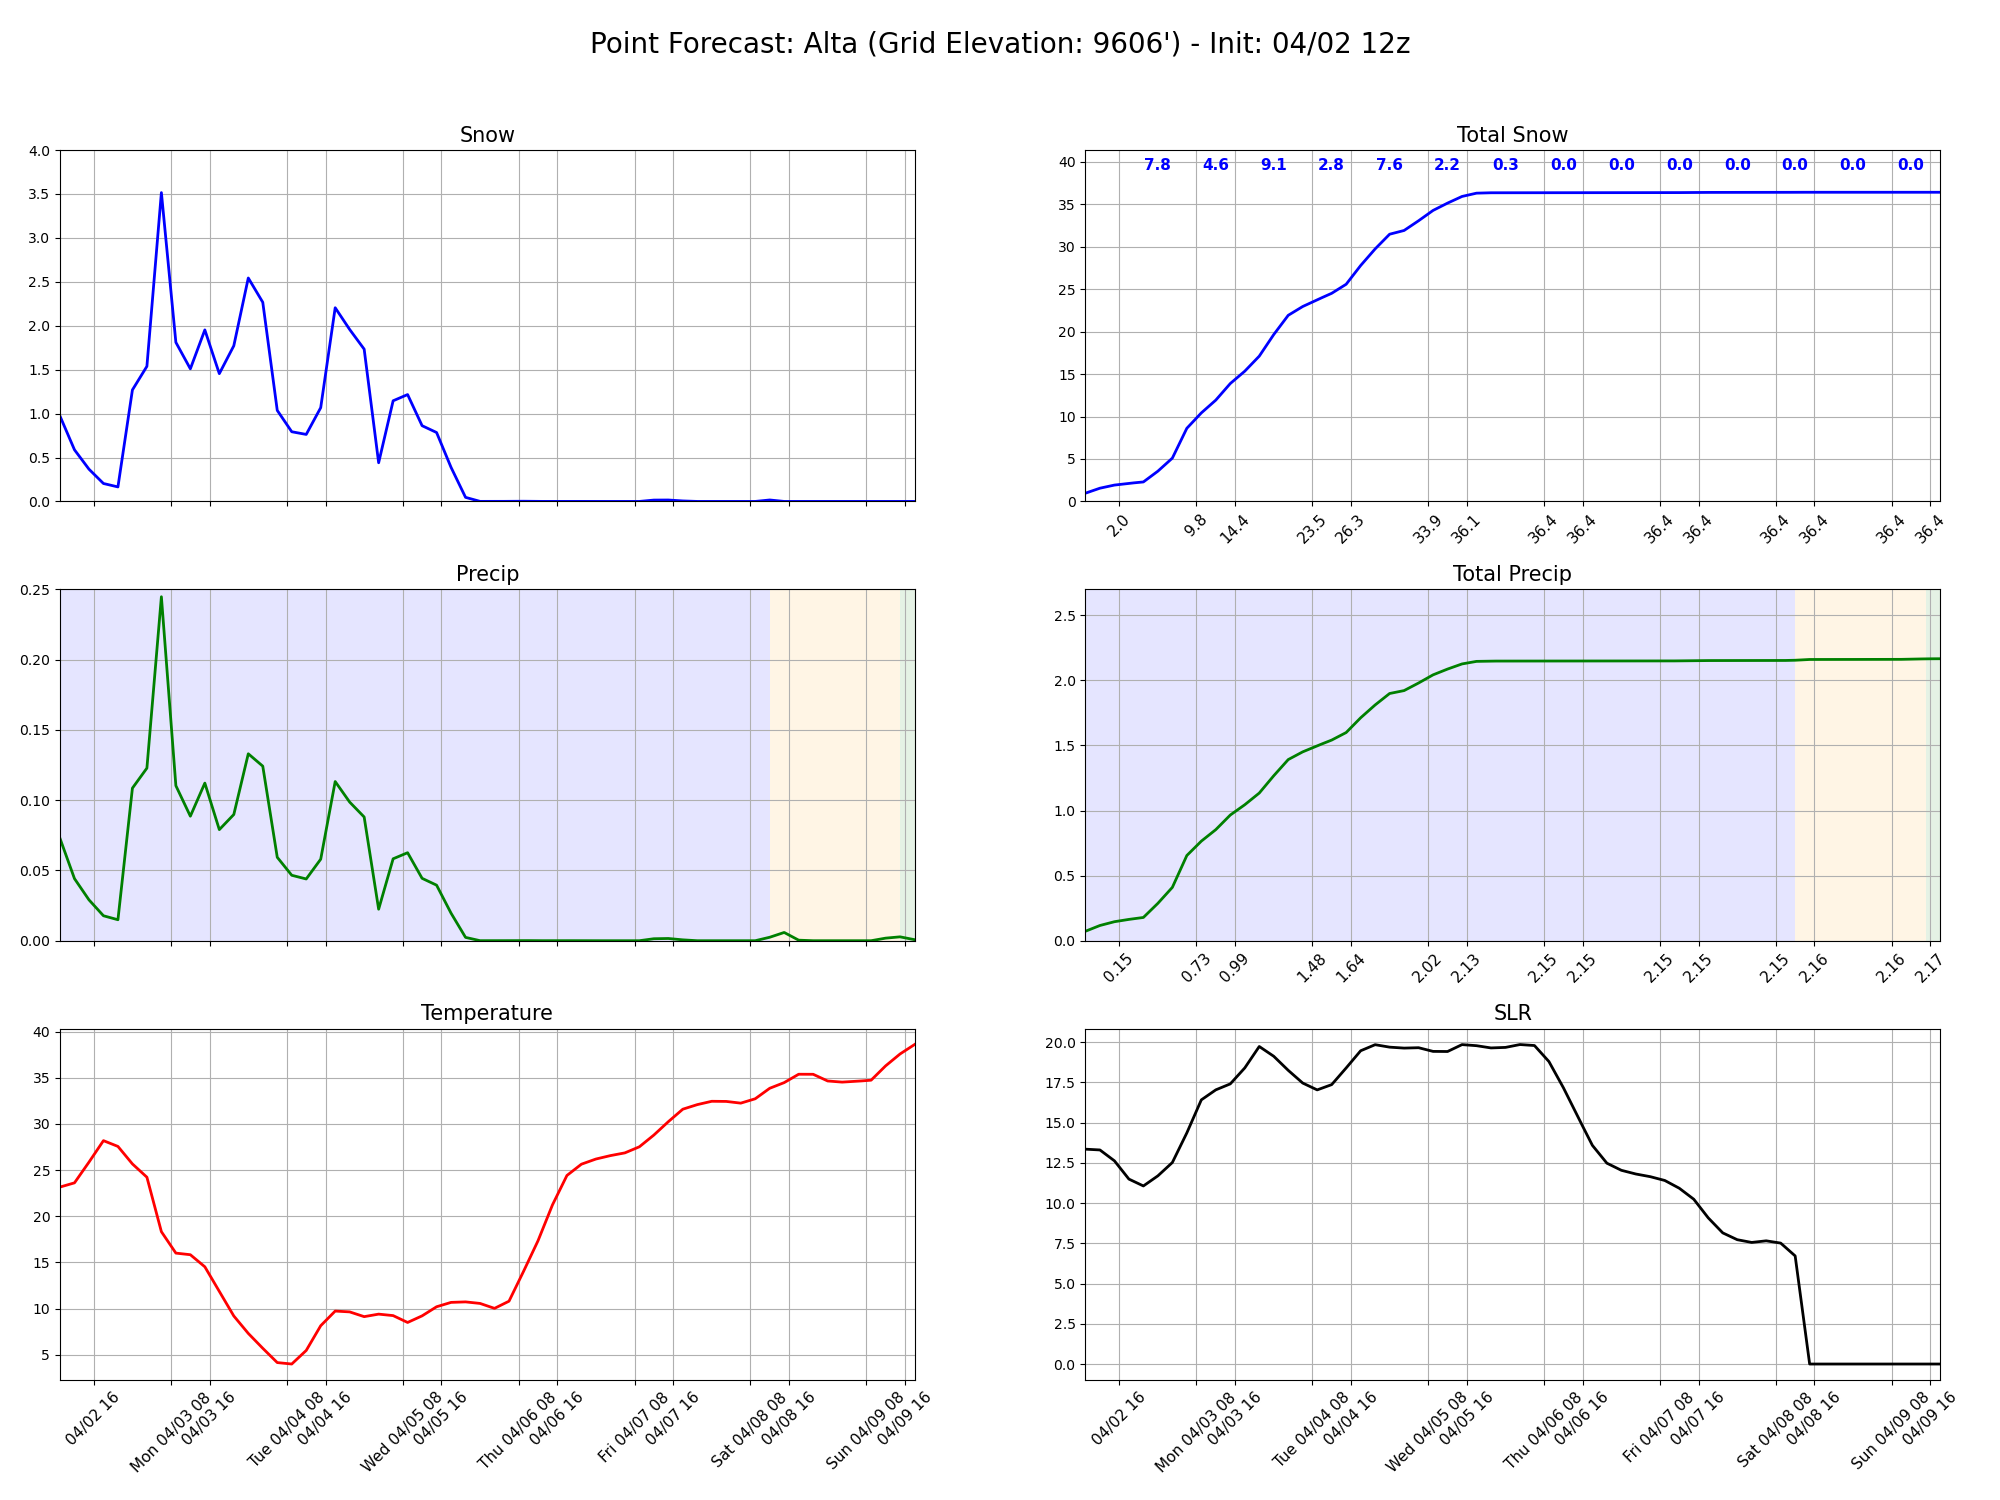 Point Forecast: Alta (Grid Elevation: 9606') - Init: 04/02 12z
Snow
4.0
3.5
3.0
2.5
2.0
1.5
1.0
0.5
0.0
Total Snow
40
35
30
25
20
15
10
5
0
7.8 4.6 9.1 2.8 7.6 2.2 0.3 0.0 0.0 0.0 0.0 0.0 0.0 0.0
2.0 9.8 14.4 23.5 26.3 33.9 36.1 36.4 36.4 36.4 36.4 36.4 36.4 36.4 36.4
Precip
0.25
0.20
0.15
0.10
0.05
0.00
Total Precip
2.5
2.0
1.5
1.0
0.5
0.0
0.15 0.73 0.99 1.48 1.64 2.02 2.13 2.15 2.15 2.15 2.15 2.15 2.16 2.16 2.17
Temperature
40
35
30
25
20
15
10
5
04/02 16
Mon 04/03 08
04/03 16
Tue 04/04 08
04/04 16
Wed 04/05 08
04/05 16
Thu 04/06 08
04/06 16
Fri 04/07 08
04/07 16
Sat 04/08 08
04/08 16
Sun 04/09 08
04/09 16
SLR
20.0
17.5
15.0
12.5
10.0
7.5
5.0
2.5
0.0
04/02 16
Mon 04/03 08
04/03 16
Tue 04/04 08
04/04 16
Wed 04/05 08
04/05 16
Thu 04/06 08
04/06 16
Fri 04/07 08
04/07 16
Sat 04/08 08
04/08 16
Sun 04/09 08
04/09 16